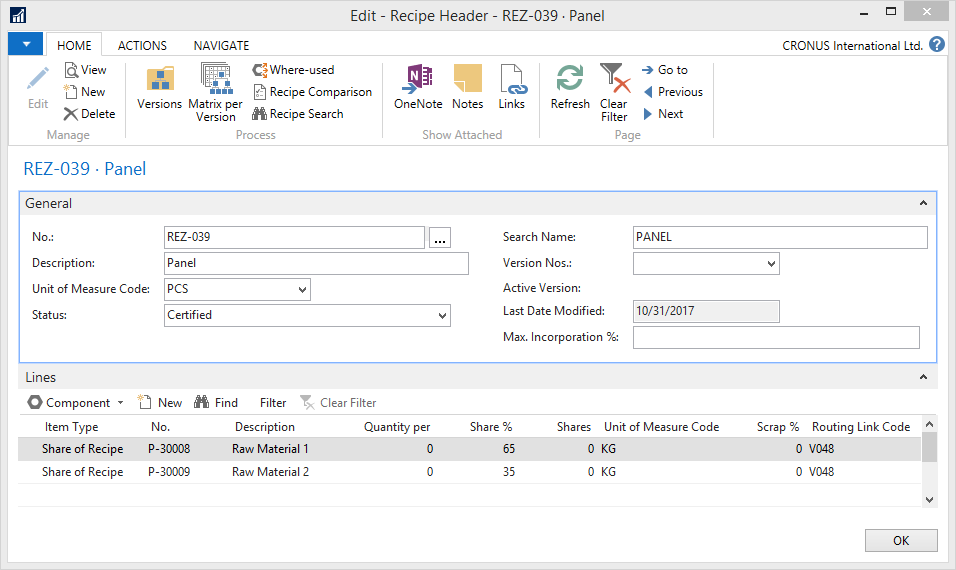 Edit - Recipe Header - REZ-039 · Panel
HOME ACTIONS NAVIGATE CRONUS International Ltd. ?
Edit
View
New
Delete
Manage
Versions
Matrix per
Version
Where-used
Recipe Comparison
Recipe Search
Process
OneNote
Notes
Links
Show Attached
Refresh
Clear
Filter
Go to
Previous
Next
Page
REZ-039 · Panel
General
No.: REZ-039 ...
Description: Panel
Unit of Measure Code: PCS
Status: Certified
Search Name: PANEL
Version Nos.:
Active Version:
Last Date Modified: 10/31/2017
Max. Incorporation %:
Lines
Component New Find Filter Clear Filter
Item Type No. Description Quantity per Share % Shares Unit of Measure Code Scrap % Routing Link Code
Share of Recipe P-30008 Raw Material 1 0 65 0 KG 0 V048
Share of Recipe P-30009 Raw Material 2 0 35 0 KG 0 V048
OK